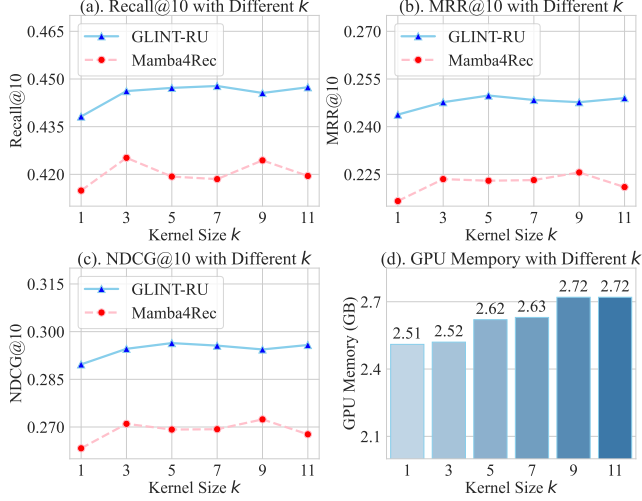 (a). Recall@10 with Different k
0.465
0.450
0.435
0.420
Recall@10
GLINT-RU
Mamba4Rec
1 3 5 7 9 11
Kernel Size k
(b). MRR@10 with Different k
0.270
0.255
0.240
0.225
MRR@10
GLINT-RU
Mamba4Rec
1 3 5 7 9 11
Kernel Size k
(c). NDCG@10 with Different k
0.315
0.300
0.285
0.270
NDCG@10
GLINT-RU
Mamba4Rec
1 3 5 7 9 11
Kernel Size k
(d). GPU Mempory with Different k
2.7
2.4
2.1
GPU Memory (GB)
2.51 2.52 2.62 2.63 2.72 2.72
1 3 5 7 9 11
Kernel Size k